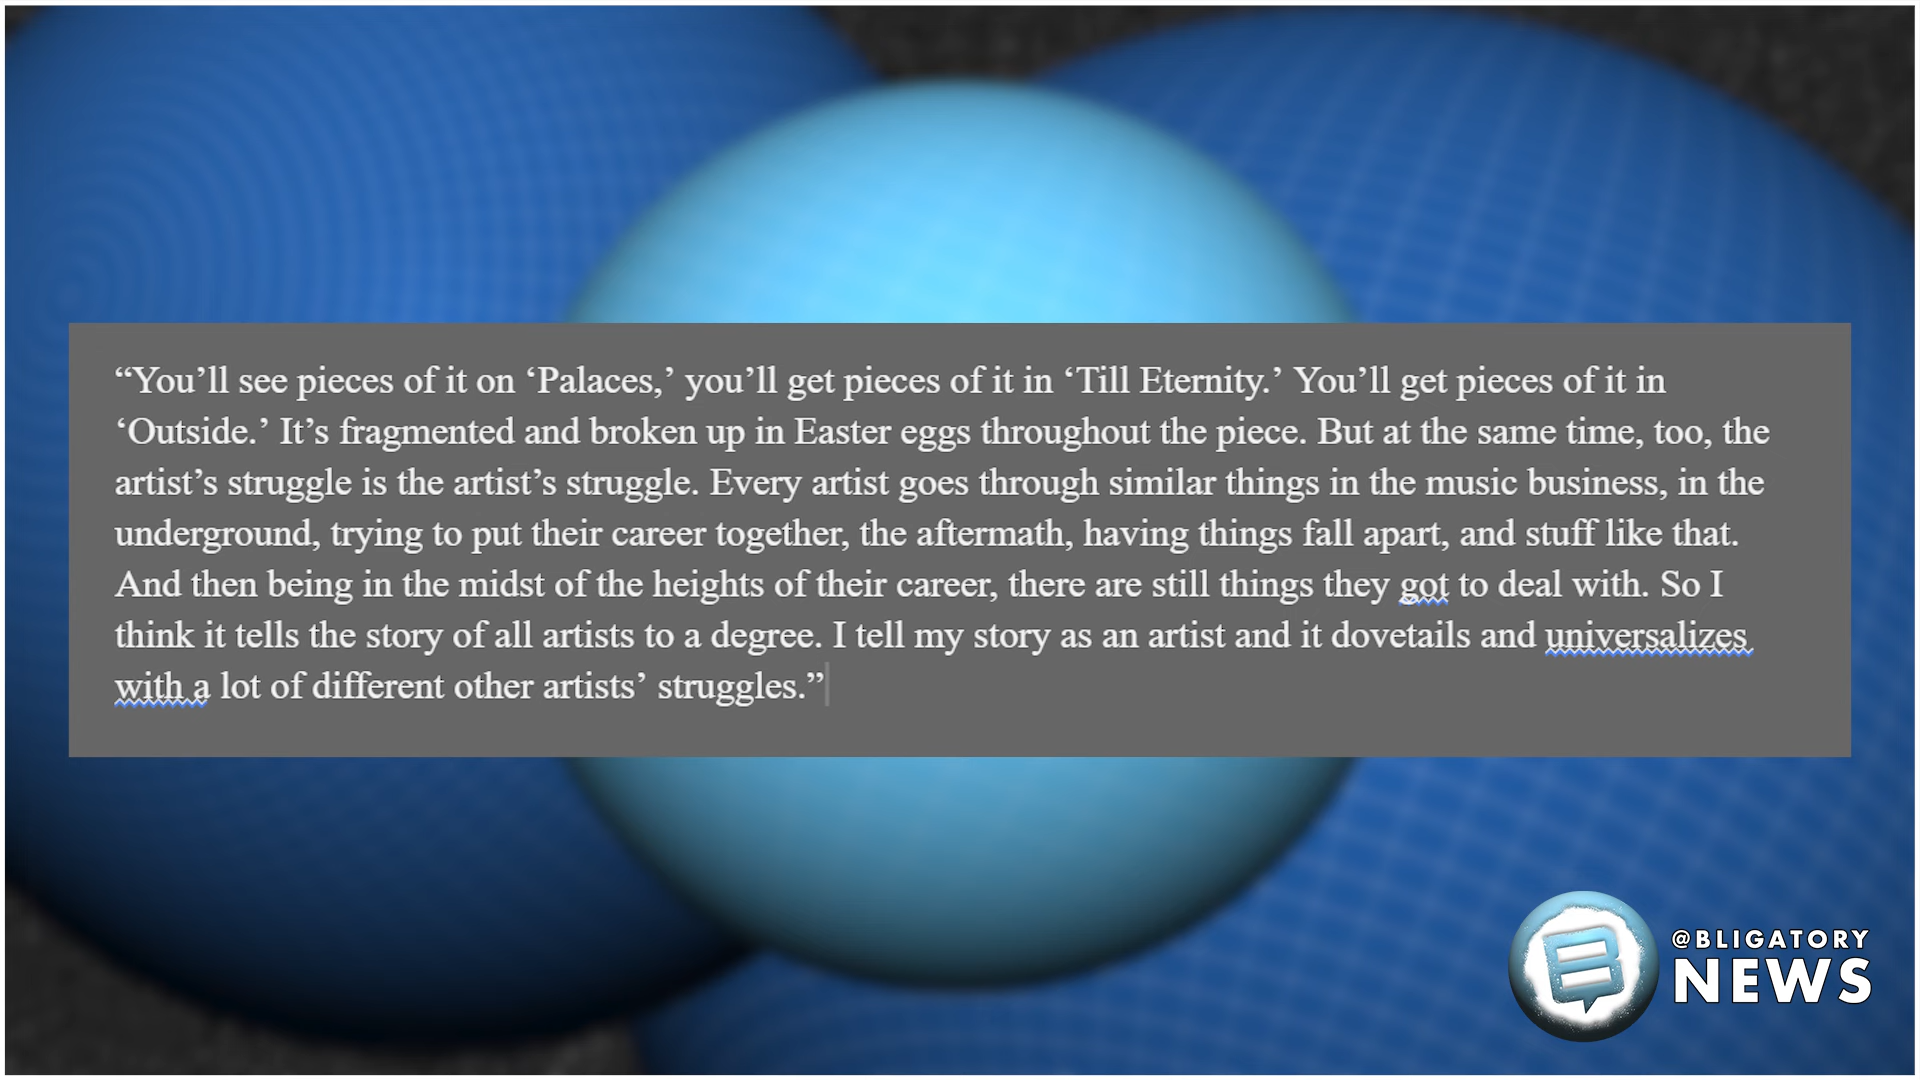 “You’ll see pieces of it on ‘Palaces,’ you’ll get pieces of it in ‘Till Eternity.’ You’ll get pieces of it in
‘Outside.’ It’s fragmented and broken up in Easter eggs throughout the piece. But at the same time, too, the
artist’s struggle is the artist’s struggle. Every artist goes through similar things in the music business, in the
underground, trying to put their career together, the aftermath, having things fall apart, and stuff like that.
And then being in the midst of the heights of their career, there are still things they got to deal with. So I
think it tells the story of all artists to a degree. I tell my story as an artist and it dovetails and universalizes
with a lot of different other artists’ struggles.”
@BLIGATORY
NEWS